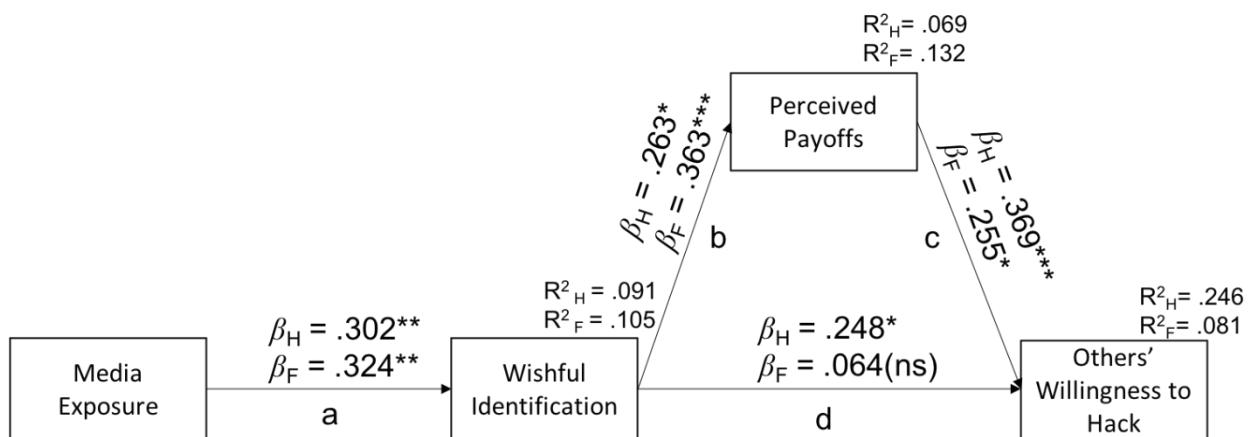 R²H= .069
R²F= .132
Perceived
Payoffs
βH = .263*
βF = .363***
b
c
βH = .369***
βF = .255*
R²H = .091
R²F = .105
R²H= .246
R²F= .081
Media
Exposure
βH = .302**
βF = .324**
a
Wishful
Identification
βH = .248*
βF = .064(ns)
d
Others’
Willingness to
Hack